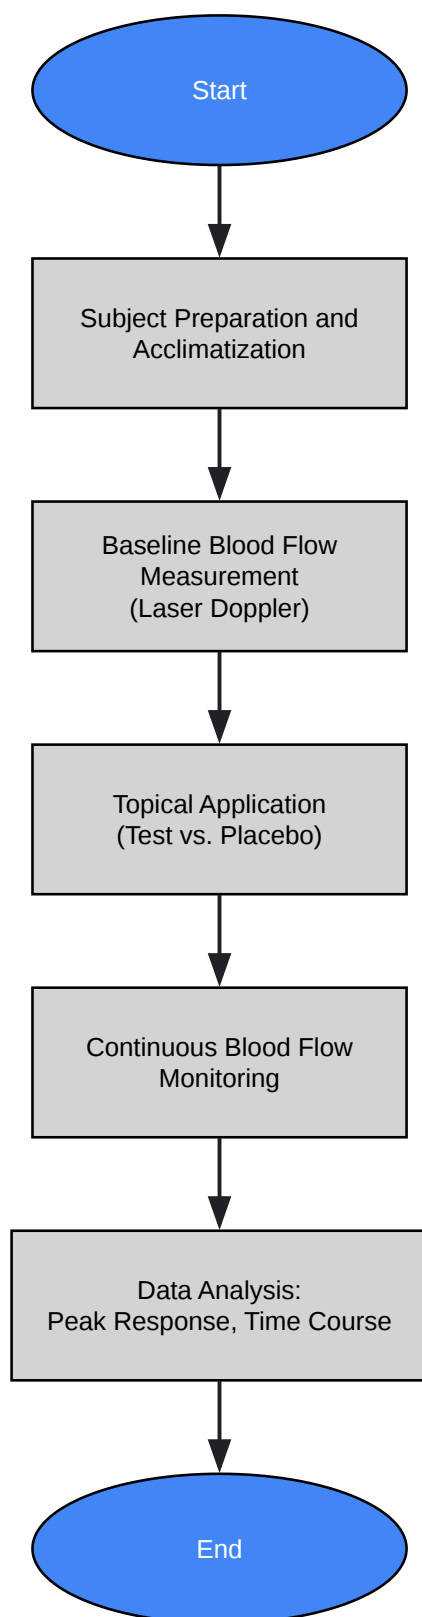 Start
Subject Preparation and
Acclimatization
Baseline Blood Flow
Measurement
(Laser Doppler)
Topical Application
(Test vs. Placebo)
Continuous Blood Flow
Monitoring
Data Analysis:
Peak Response, Time Course
End